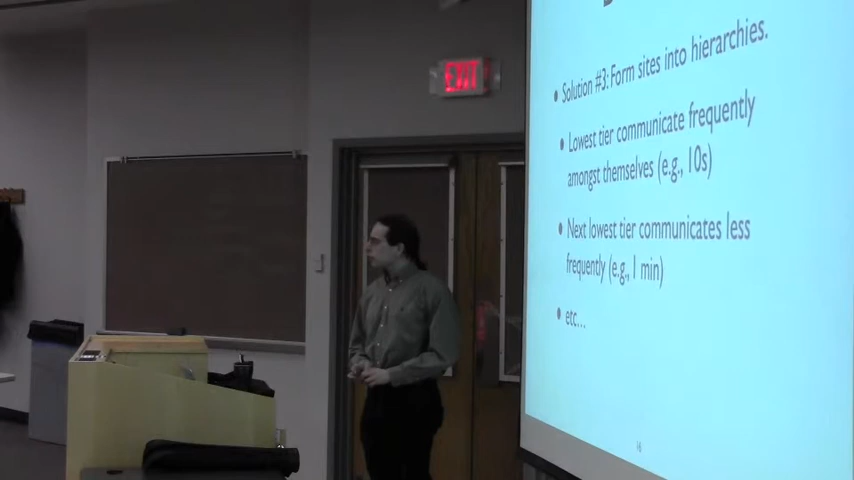 EXIT
• Solution #3: Form sites into hierarchies.
• Lowest tier communicate frequently
amongst themselves (e.g., 10s)
• Next lowest tier communicates less
frequently (e.g., 1 min)
• etc...
16